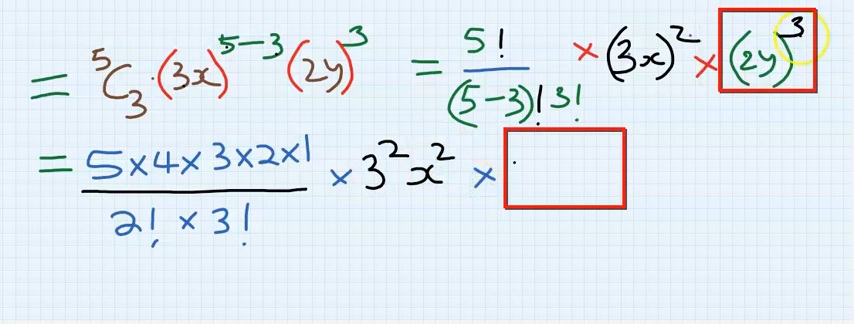 = ⁵C₃ · (3x)⁵⁻³ (2y)³ = 5! / (5-3)! 3! × (3x)² × (2y)³
= 5×4×3×2×1 / 2! × 3! × 3²x² ×